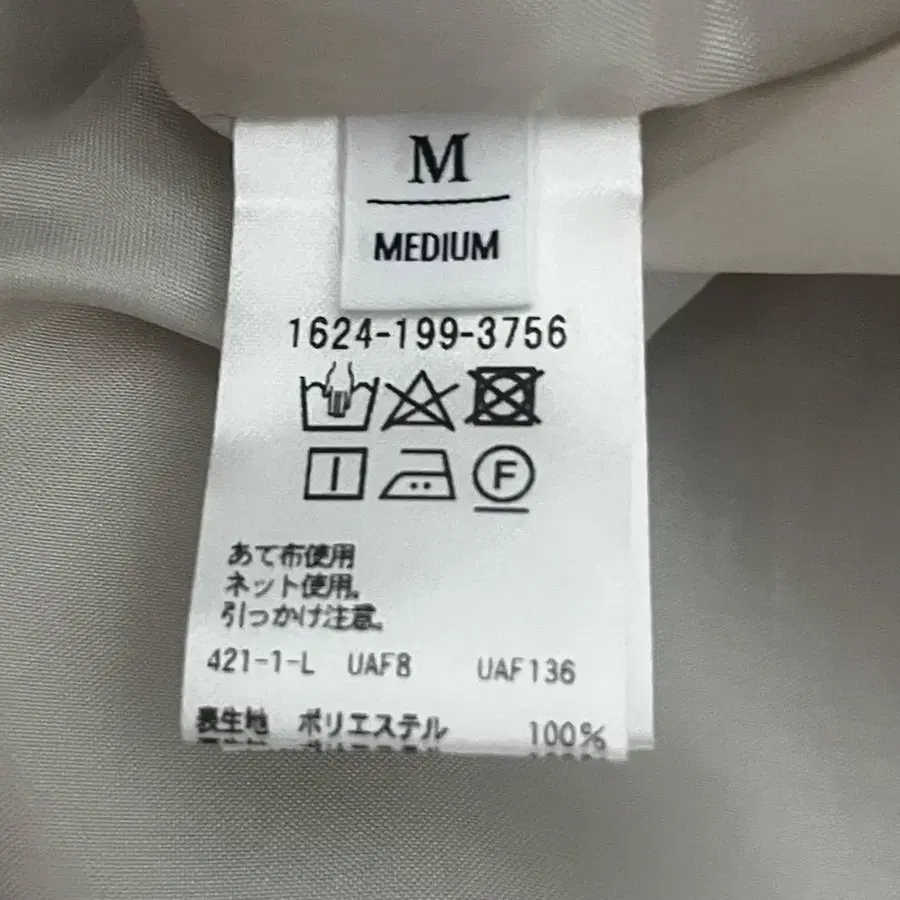 M
MEDIUM
1624-199-3756
F
あて布使用
ネット使用。
引っかけ注意。
421-1-L UAF8 UAF136
表生地 ポリエステル 100%